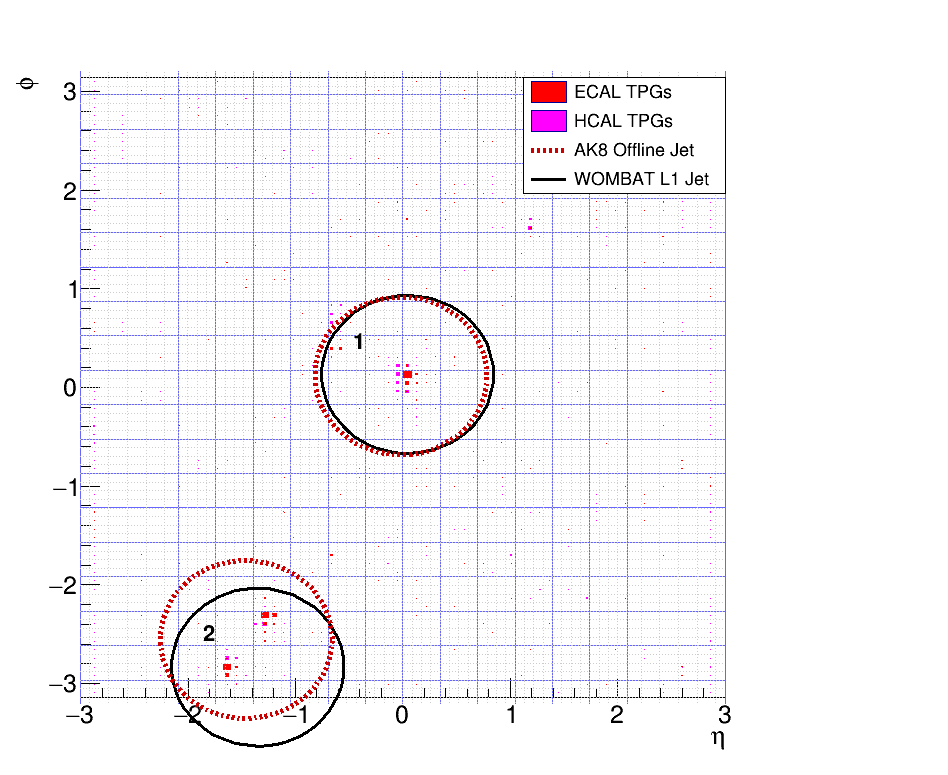 φ
3
2
1
0
−1
−2
−3
ECAL TPGs
HCAL TPGs
AK8 Offline Jet
WOMBAT L1 Jet
1
2
−3 −2 −1 0 1 2 3
η